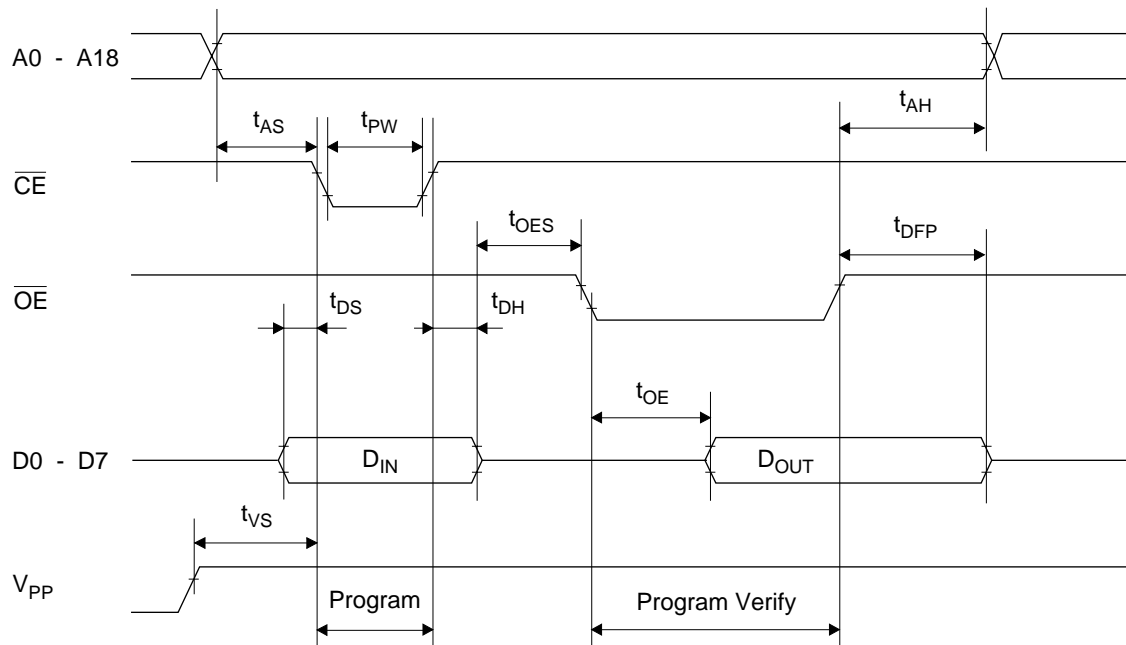 A0 - A18
tAS
tPW
tAH
CE
tOES
tDFP
OE
tDS
tDH
tOE
D0 - D7
DIN
DOUT
tVS
VPP
Program
Program Verify